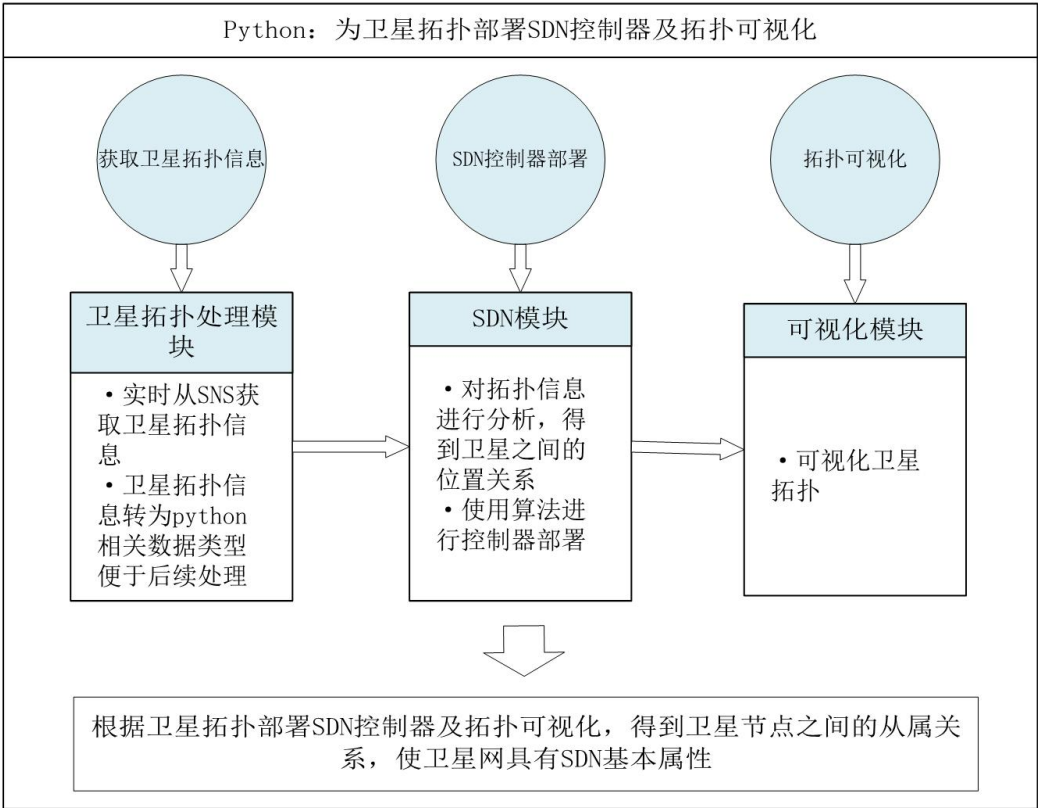 Python：为卫星拓扑部署SDN控制器及拓扑可视化
获取卫星拓扑信息
SDN控制器部署
拓扑可视化
卫星拓扑处理模
块
•实时从SNS获
取卫星拓扑信
息
•卫星拓扑信
息转为python
相关数据类型
便于后续处理
SDN模块
•对拓扑信息
进行分析，得
到卫星之间的
位置关系
•使用算法进
行控制器部署
可视化模块
•可视化卫星
拓扑
根据卫星拓扑部署SDN控制器及拓扑可视化，得到卫星节点之间的从属关
系，使卫星网具有SDN基本属性